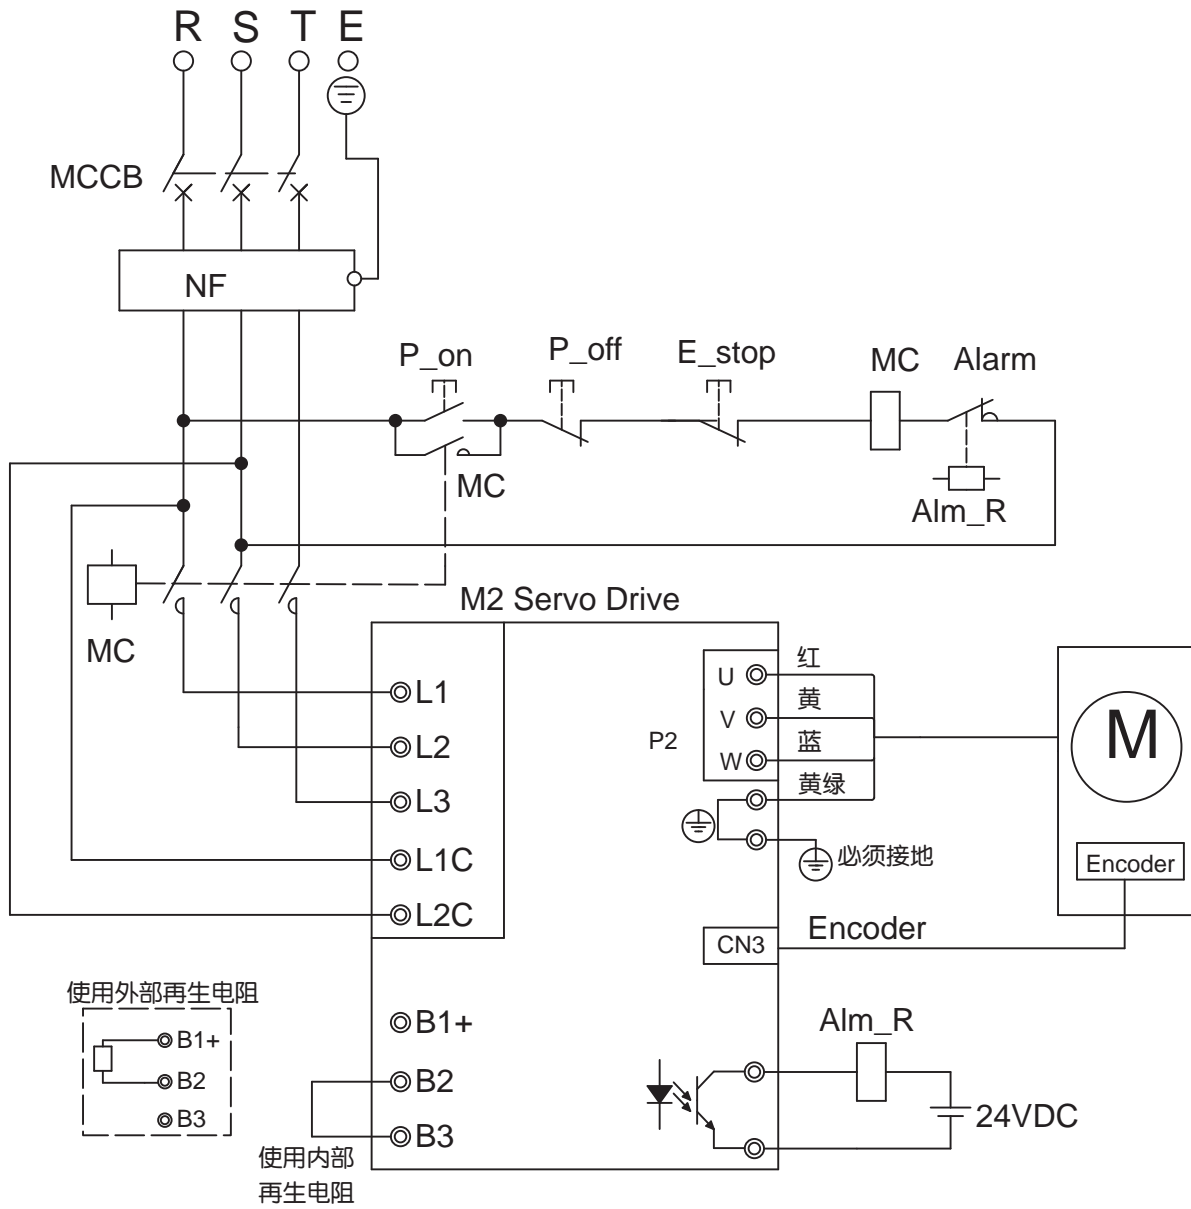 R S T E
MCCB
NF
P_on
P_off
E_stop
MC
Alarm
MC
Alm_R
MC
M2 Servo Drive
L1
L2
L3
L1C
L2C
P2
U
V
W
红
黄
蓝
黄绿
必须接地
M
Encoder
CN3
Encoder
使用外部再生电阻
B1+
B2
B3
B1+
B2
B3
使用内部
再生电阻
Alm_R
24VDC